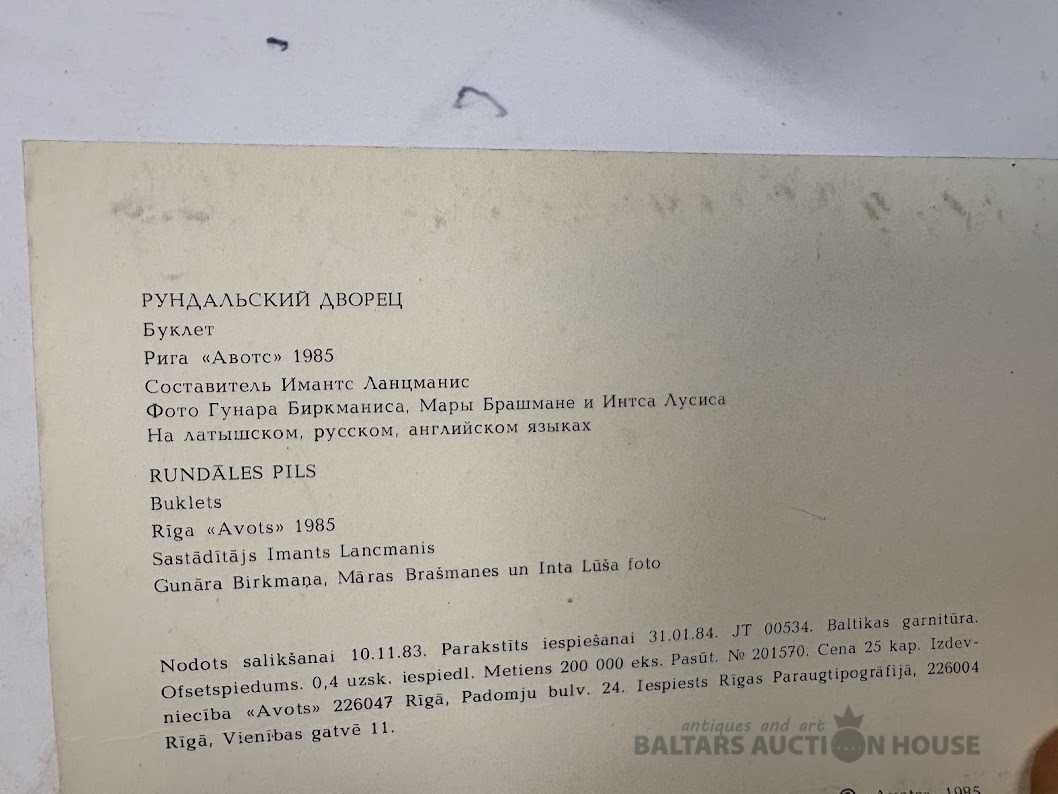 РУНДАЛЬСКИЙ ДВОРЕЦ
Буклет
Рига «Авотс» 1985
Составитель Имантс Ланцманис
Фото Гунара Биркманиса, Мары Брашмане и Интса Лусиса
На латышском, русском, английском языках
RUNDĀLES PILS
Buklets
Rīga «Avots» 1985
Sastādītājs Imants Lancmanis
Gunāra Birkmaņa, Māras Brašmanes un Inta Lūša foto
Nodots salikšanai 10.11.83. Parakstīts iespiešanai 31.01.84. JT 00534. Baltikas garnitūra.
Ofsetspiedums. 0,4 uzsk. iespiedl. Metiens 200 000 eks. Pasūt. № 201570. Cena 25 kap. Izdev-
niecība «Avots» 226047 Rīgā, Padomju bulv. 24. Iespiests Rīgas Paraugtipogrāfijā, 226004
Rīgā, Vienības gatvē 11.
antiques and art
BALTARS AUCTION HOUSE
© «Avots» 1985